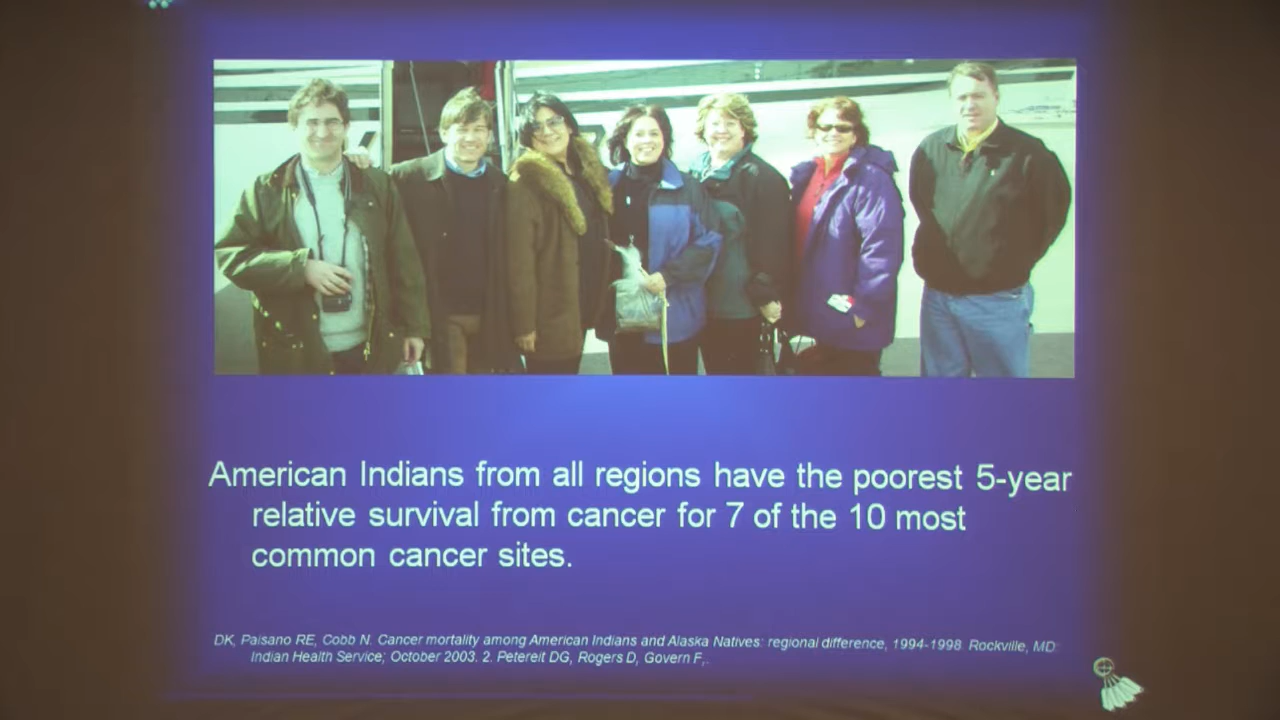 American Indians from all regions have the poorest 5-year
relative survival from cancer for 7 of the 10 most
common cancer sites.
DK, Paisano RE, Cobb N. Cancer mortality among American Indians and Alaska Natives: regional difference, 1994-1998. Rockville, MD:
Indian Health Service; October 2003. 2. Petereit DG, Rogers D, Govern F,.